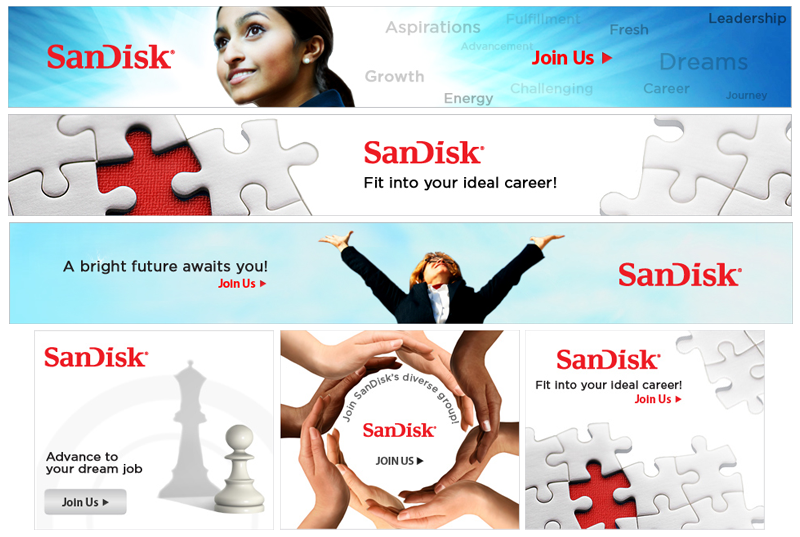 SanDisk®
Aspirations
Fulfillment
Leadership
Fresh
Advancement
Join Us
Dreams
Growth
Energy
Challenging
Career
Journey
SanDisk®
Fit into your ideal career!
A bright future awaits you!
Join Us
SanDisk®
SanDisk®
Advance to
your dream job
Join Us
Join SanDisk's diverse group!
SanDisk®
JOIN US
SanDisk®
Fit into your ideal career!
Join Us